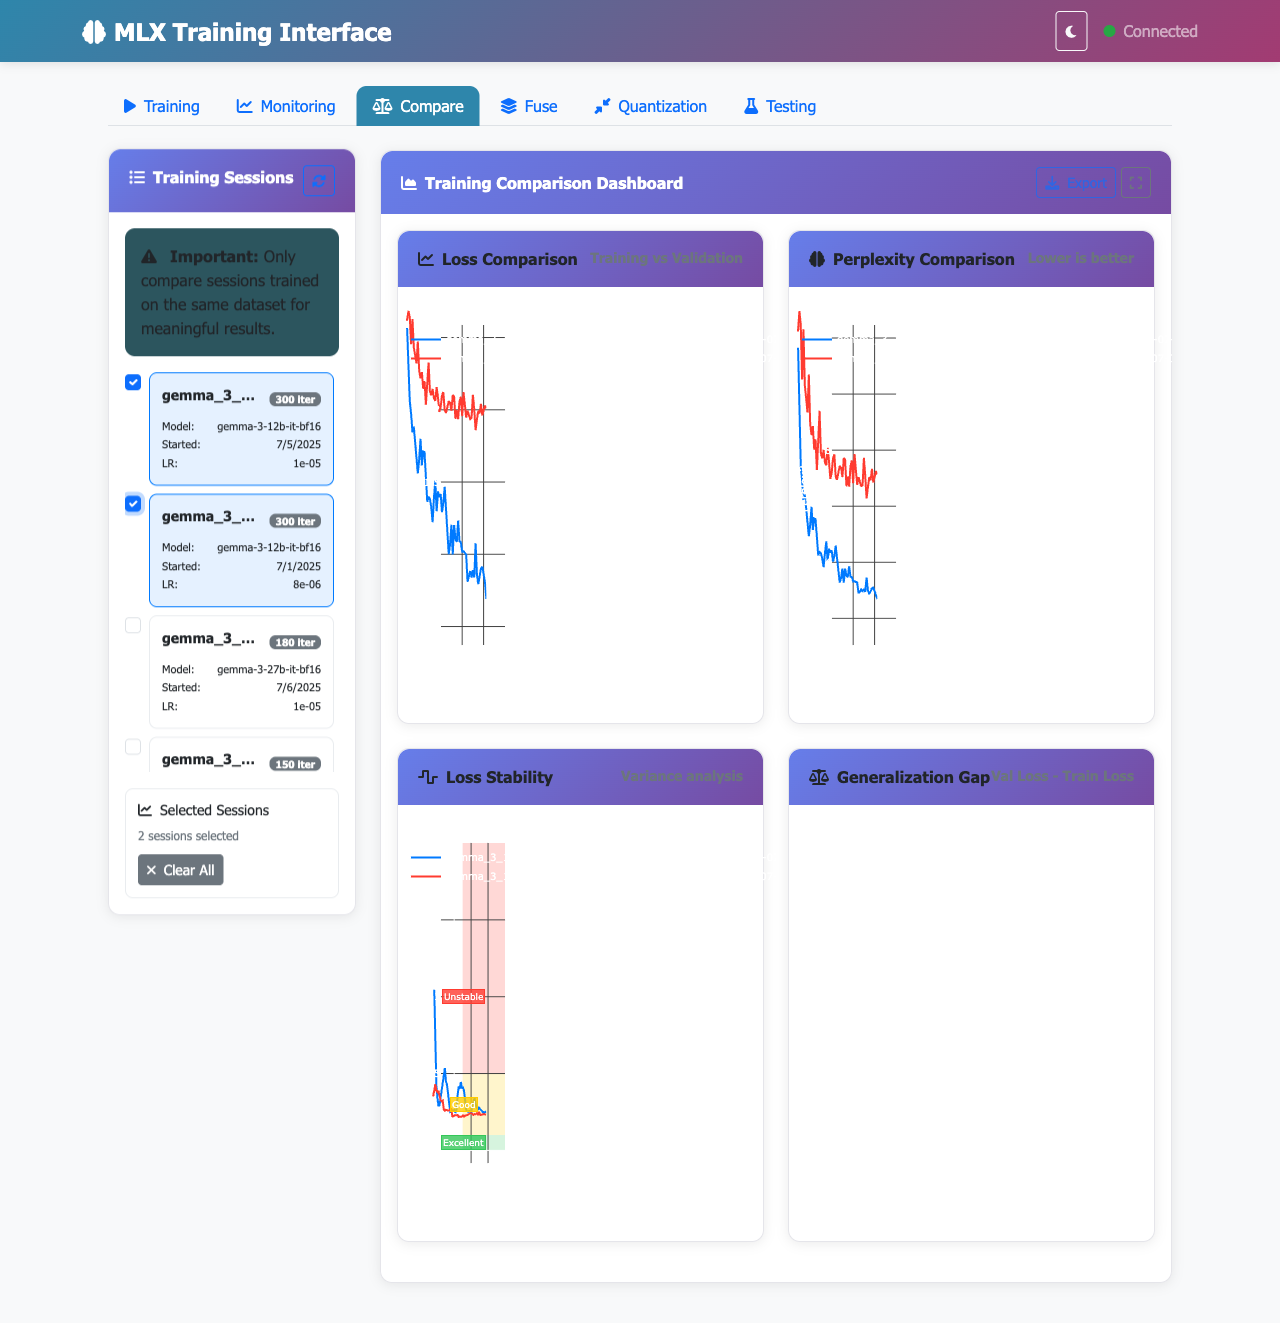 MLX Training Interface
Connected
Training
Monitoring
Compare
Fuse
Quantization
Testing
Training Sessions
Important: Only
compare sessions trained
on the same dataset for
meaningful results.
gemma_3_... 300 iter
Model: gemma-3-12b-it-bf16
Started: 7/5/2025
LR: 1e-05
gemma_3_... 300 iter
Model: gemma-3-12b-it-bf16
Started: 7/1/2025
LR: 8e-06
gemma_3_... 180 iter
Model: gemma-3-27b-it-bf16
Started: 7/6/2025
LR: 1e-05
gemma_3_... 150 iter
Selected Sessions
2 sessions selected
Clear All
Training Comparison Dashboard
Export
Loss Comparison Training vs Validation
Perplexity Comparison Lower is better
Loss Stability Variance analysis
Unstable
Good
Excellent
Generalization Gap Val Loss - Train Loss